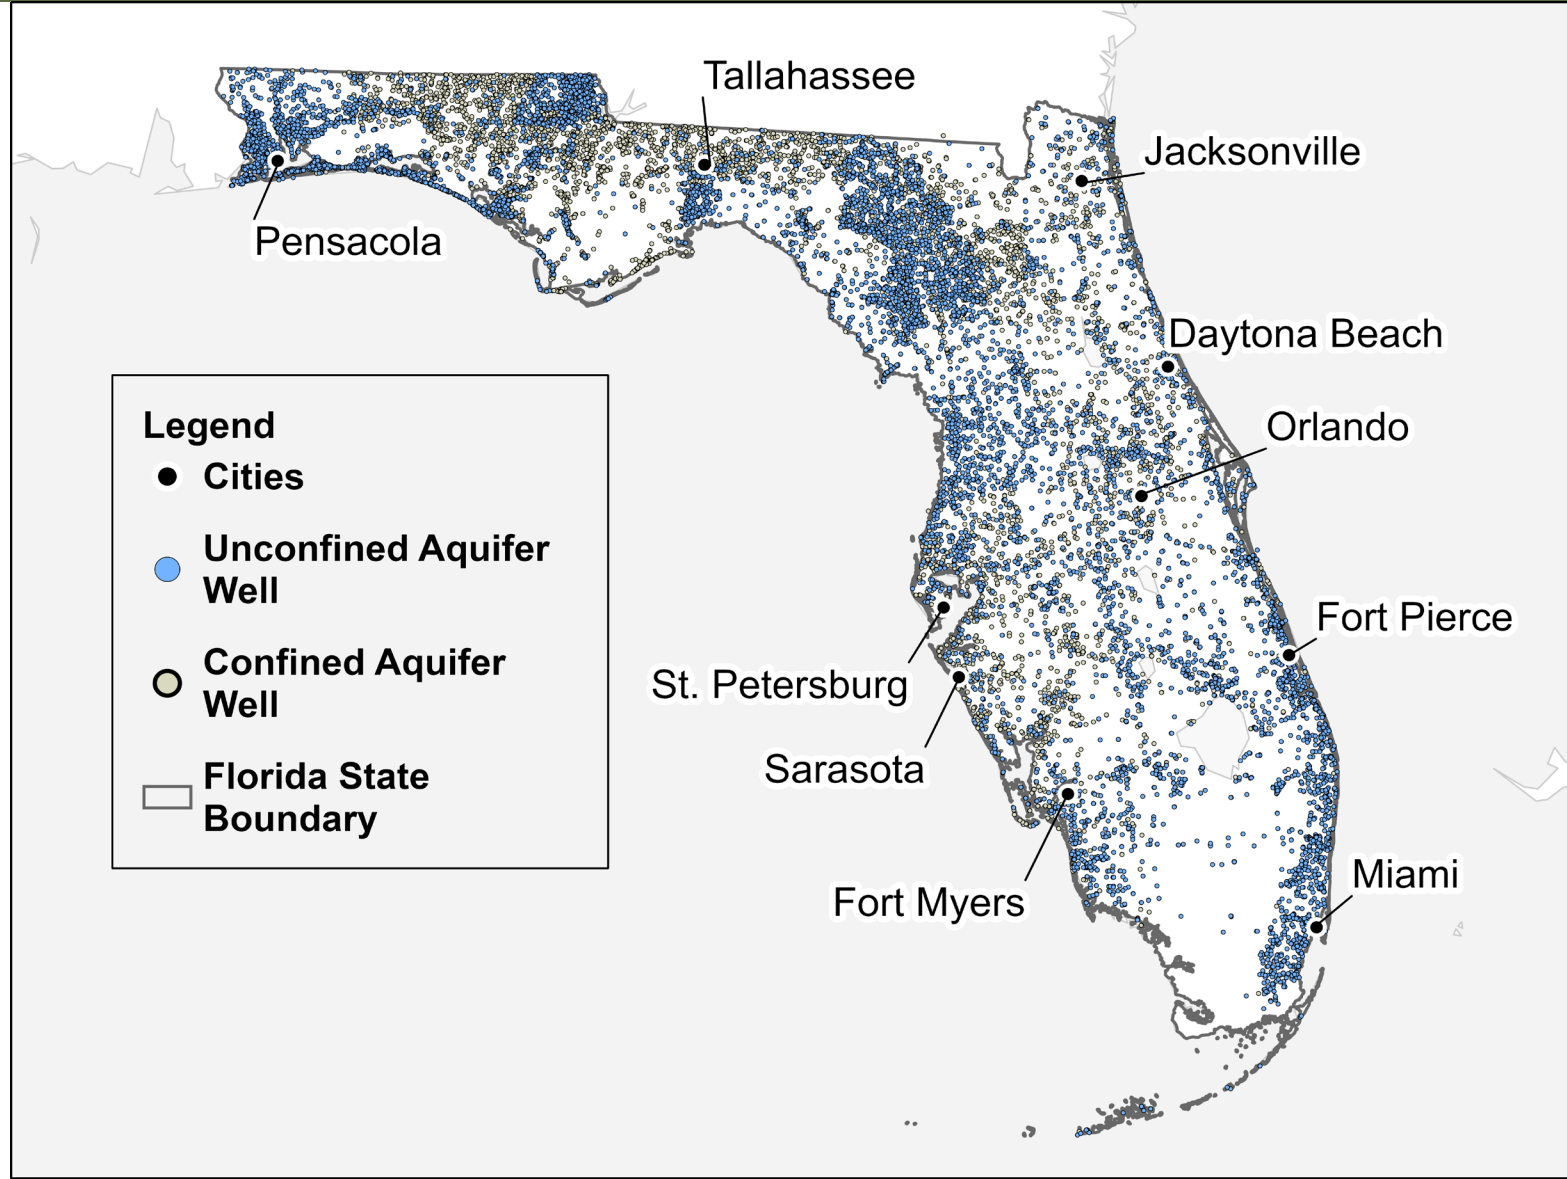 Tallahassee
Jacksonville
Pensacola
Daytona Beach
Orlando
Legend
Cities
Unconfined Aquifer
Well
Confined Aquifer
Well
Florida State
Boundary
Fort Pierce
St. Petersburg
Sarasota
Fort Myers
Miami